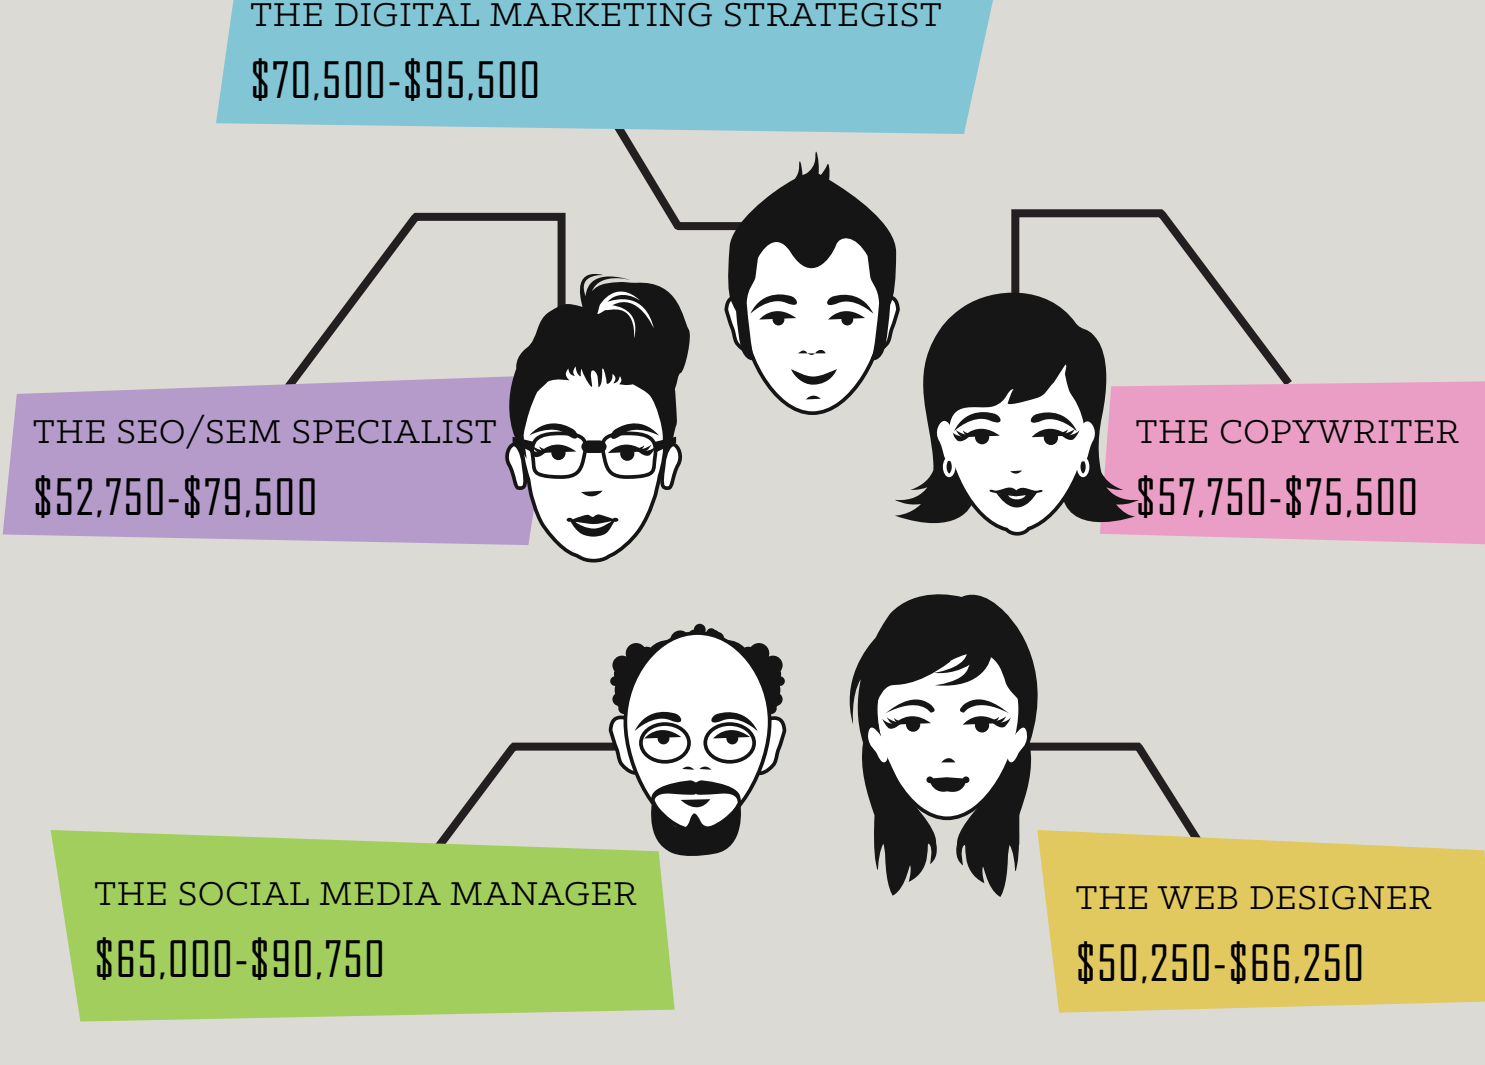 THE DIGITAL MARKETING STRATEGIST
$70,500-$95,500
THE SEO/SEM SPECIALIST
$52,750-$79,500
THE COPYWRITER
$57,750-$75,500
THE SOCIAL MEDIA MANAGER
$65,000-$90,750
THE WEB DESIGNER
$50,250-$66,250